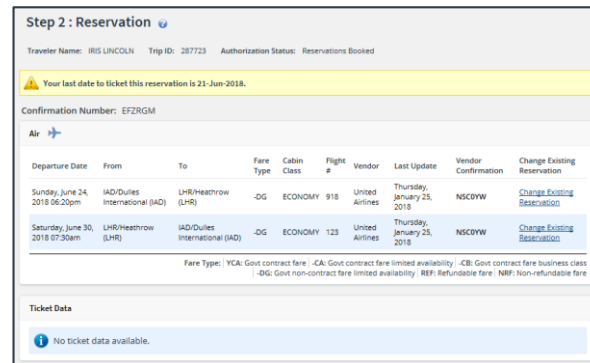 Step 2 : Reservation
Traveler Name: IRIS LINCOLN Trip ID: 287723 Authorization Status: Reservations Booked
Your last date to ticket this reservation is 21-Jun-2018.
Confirmation Number: EFZRGM
Air
Departure Date From To Fare Type Cabin Class Flight # Vendor Last Update Vendor Confirmation Change Existing Reservation
Sunday, June 24, 2018 06:20pm IAD/Dulles International (IAD) LHR/Heathrow (LHR) -DG ECONOMY 918 United Airlines Thursday, January 25, 2018 NSC0YW Change Existing Reservation
Saturday, June 30, 2018 07:30am LHR/Heathrow (LHR) IAD/Dulles International (IAD) -DG ECONOMY 123 United Airlines Thursday, January 25, 2018 NSC0YW Change Existing Reservation
Fare Type: YCA: Govt contract fare | -CA: Govt contract fare limited availability | -CB: Govt contract fare business class
| -DG: Govt non-contract fare limited availability | REF: Refundable fare | NRF: Non-refundable fare
Ticket Data
No ticket data available.